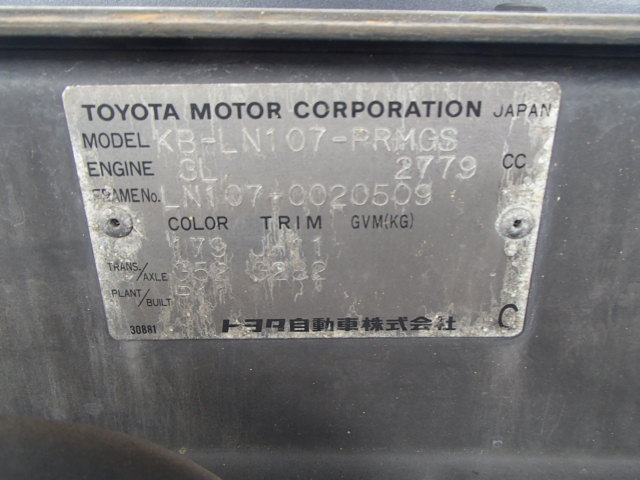 TOYOTA MOTOR CORPORATION JAPAN
MODEL KB-LN107-PRMGS
ENGINE 3L 2779 CC
FRAME No. LN107-0020509
COLOR TRIM GVM(KG)
179
TRANS./AXLE
PLANT/BUILT
30881 トヨタ自動車株式会社 C